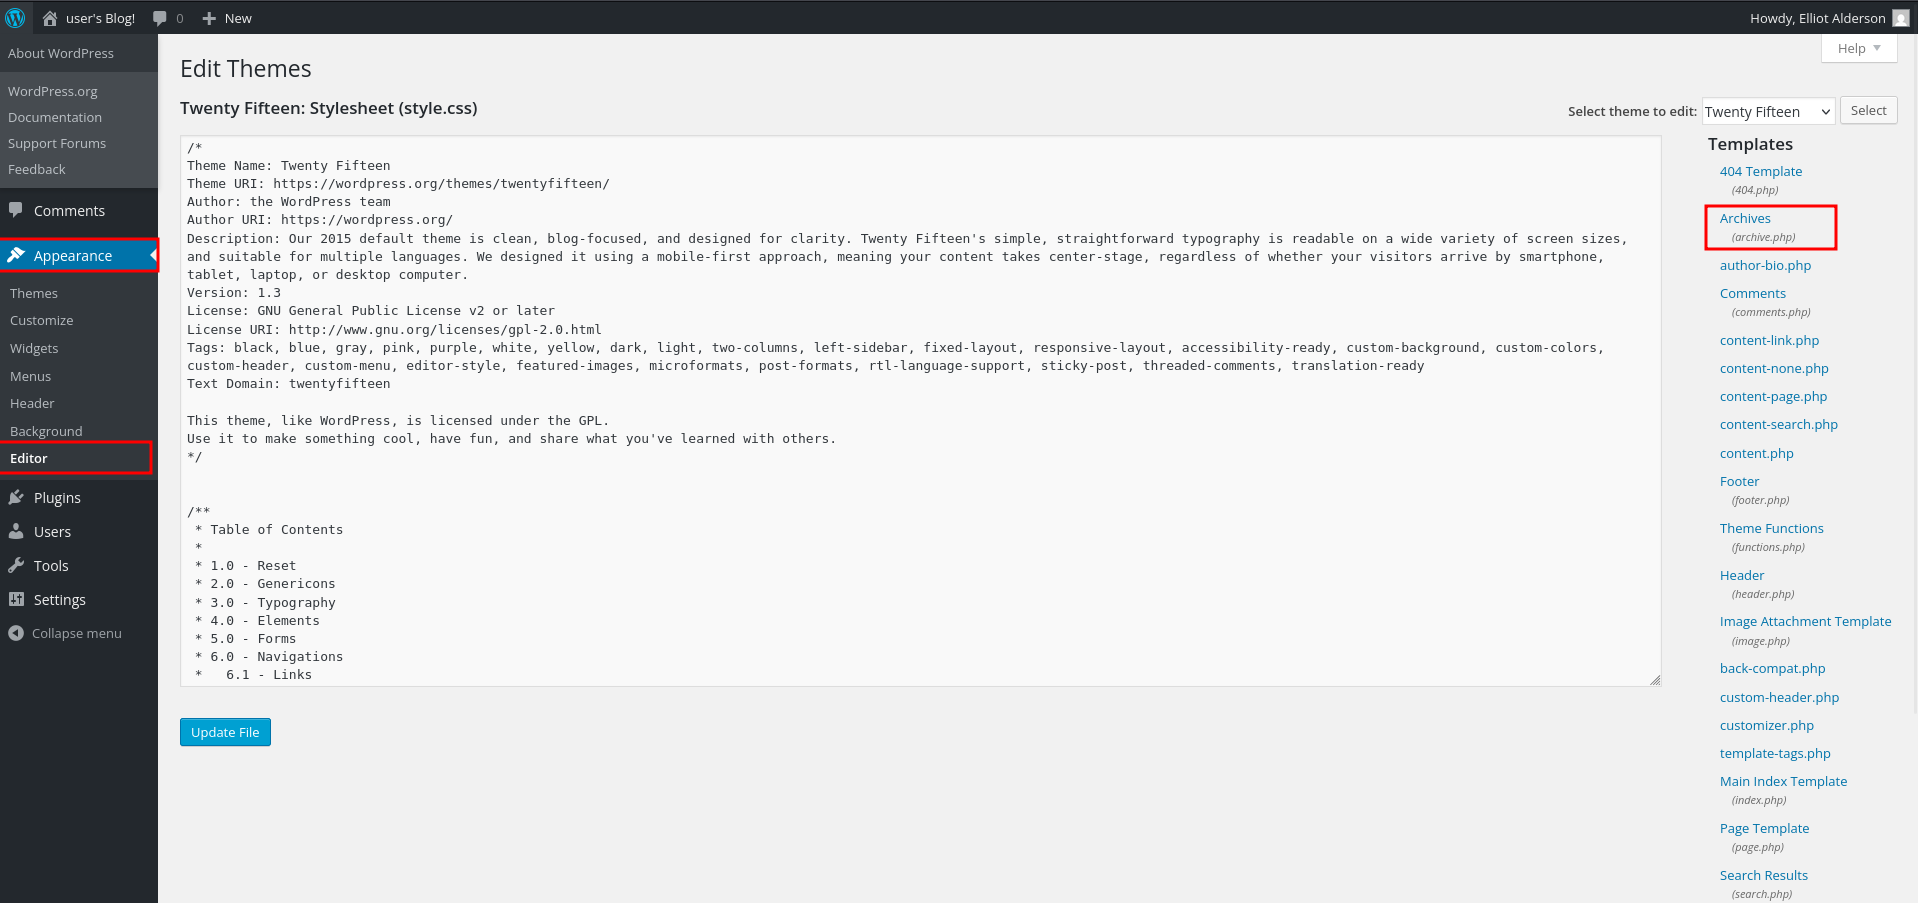 user's Blog!
0
New
Howdy, Elliot Alderson
About WordPress
WordPress.org
Documentation
Support Forums
Feedback
Comments
Appearance
Themes
Customize
Widgets
Menus
Header
Background
Editor
Plugins
Users
Tools
Settings
Collapse menu
Help
Edit Themes
Twenty Fifteen: Stylesheet (style.css)
Select theme to edit: Twenty Fifteen Select
/*
Theme Name: Twenty Fifteen
Theme URI: https://wordpress.org/themes/twentyfifteen/
Author: the WordPress team
Author URI: https://wordpress.org/
Description: Our 2015 default theme is clean, blog-focused, and designed for clarity. Twenty Fifteen's simple, straightforward typography is readable on a wide variety of screen sizes,
and suitable for multiple languages. We designed it using a mobile-first approach, meaning your content takes center-stage, regardless of whether your visitors arrive by smartphone,
tablet, laptop, or desktop computer.
Version: 1.3
License: GNU General Public License v2 or later
License URI: http://www.gnu.org/licenses/gpl-2.0.html
Tags: black, blue, gray, pink, purple, white, yellow, dark, light, two-columns, left-sidebar, fixed-layout, responsive-layout, accessibility-ready, custom-background, custom-colors,
custom-header, custom-menu, editor-style, featured-images, microformats, post-formats, rtl-language-support, sticky-post, threaded-comments, translation-ready
Text Domain: twentyfifteen
This theme, like WordPress, is licensed under the GPL.
Use it to make something cool, have fun, and share what you've learned with others.
*/
/**
* Table of Contents
*
* 1.0 - Reset
* 2.0 - Genericons
* 3.0 - Typography
* 4.0 - Elements
* 5.0 - Forms
* 6.0 - Navigations
* 6.1 - Links
Update File
Templates
404 Template
(404.php)
Archives
(archive.php)
author-bio.php
Comments
(comments.php)
content-link.php
content-none.php
content-page.php
content-search.php
content.php
Footer
(footer.php)
Theme Functions
(functions.php)
Header
(header.php)
Image Attachment Template
(image.php)
back-compat.php
custom-header.php
customizer.php
template-tags.php
Main Index Template
(index.php)
Page Template
(page.php)
Search Results
(search.php)